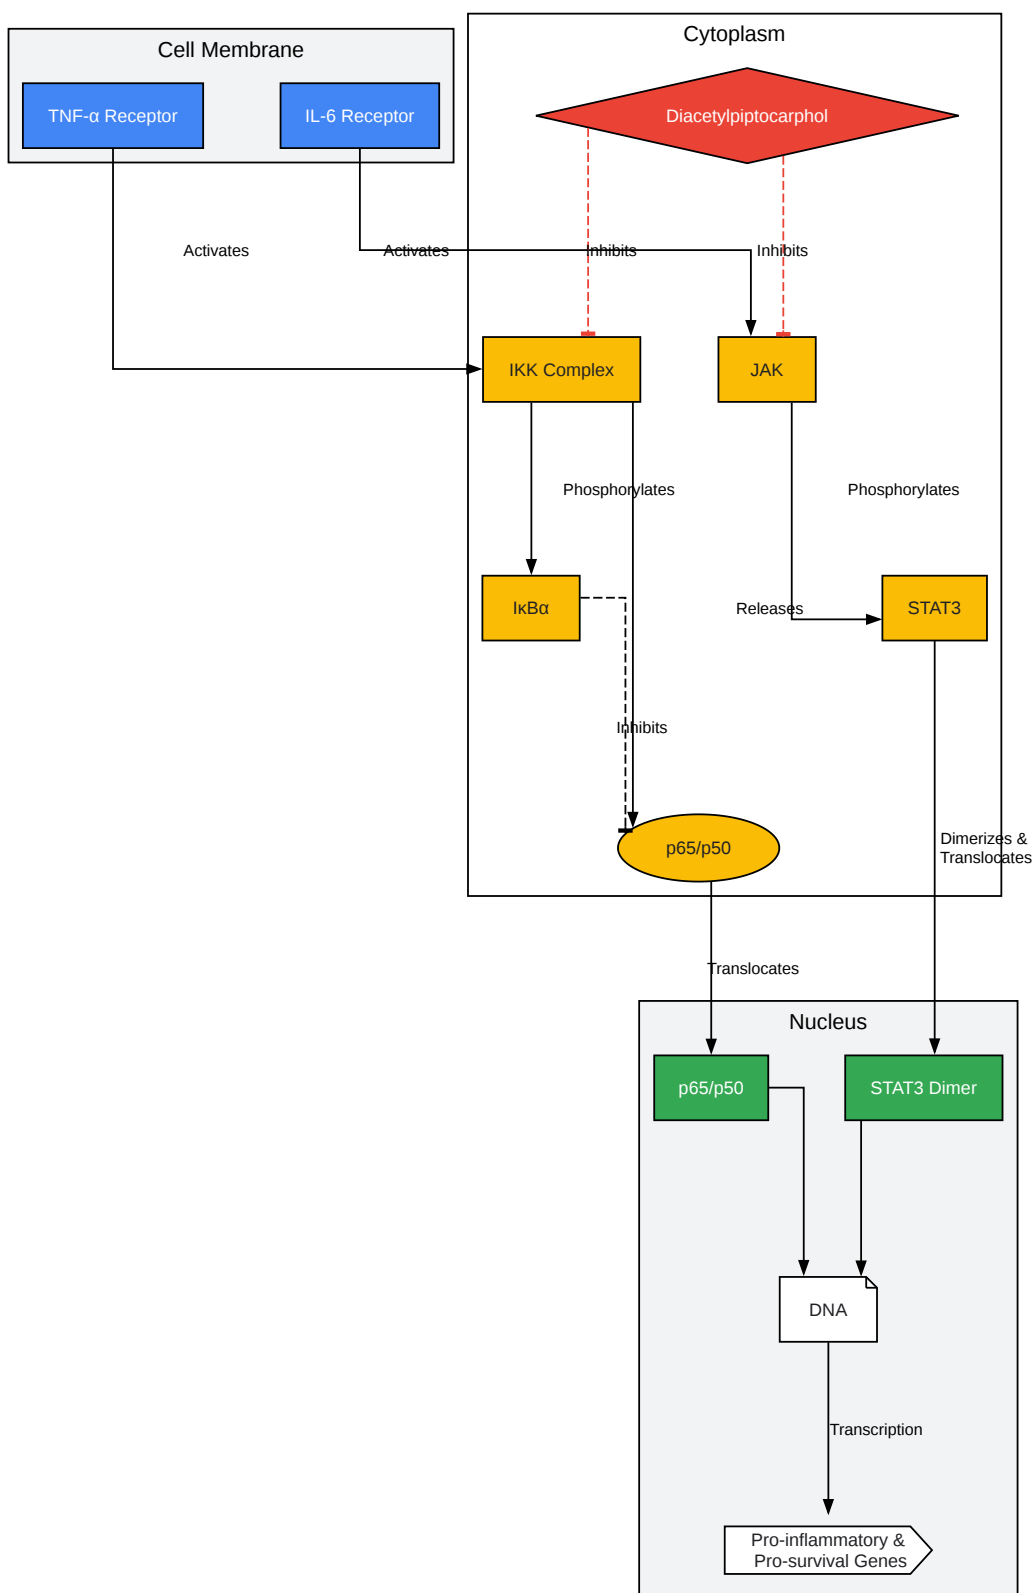 Cell Membrane
TNF-α Receptor
IL-6 Receptor
Cytoplasm
Diacetylpiptocarphol
Activates
Activates
Inhibits
Inhibits
IKK Complex
JAK
Phosphorylates
Phosphorylates
IκBα
Releases
STAT3
Inhibits
p65/p50
Dimerizes &
Translocates
Translocates
Nucleus
p65/p50
STAT3 Dimer
DNA
Transcription
Pro-inflammatory &
Pro-survival Genes